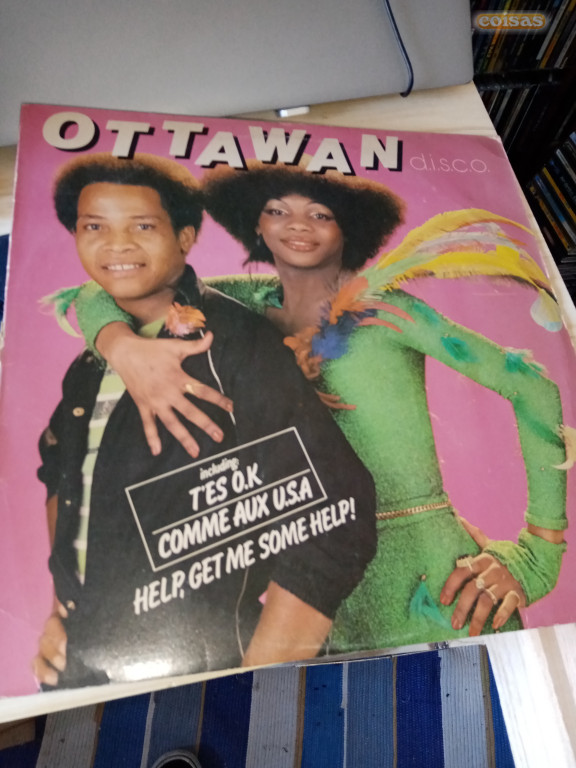 coisas
OTTAWAN
d.i.s.c.o.
including:
T'ES O.K
COMME AUX U.S.A
HELP, GET ME SOME HELP!